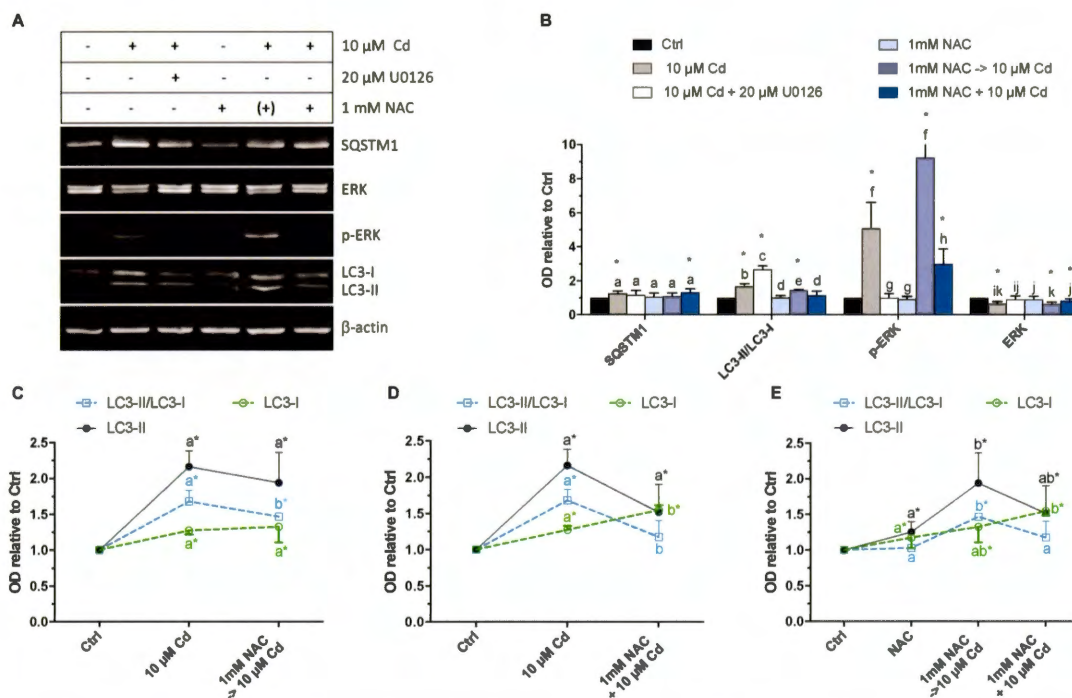 A
- + + - + + 10 µM Cd
+ 20 µM U0126
- - - + (+) + 1 mM NAC
SQSTM1
ERK
p-ERK
LC3-I
LC3-II
β-actin
B
Ctrl
10 µM Cd
10 µM Cd + 20 µM U0126
1mM NAC
1mM NAC -> 10 µM Cd
1mM NAC + 10 µM Cd
OD relative to Ctrl
10
8
6
4
2
0
* a a a a * a
* b * c d * e d
* f g g * f * h
* ik ij j * k * j
SQSTM1
LC3-II/LC3-I
p-ERK
ERK
C
LC3-II/LC3-I
LC3-I
LC3-II
OD relative to Ctrl
2.5
2.0
1.5
1.0
0.5
0.0
a* a*
a* b*
a* a*
Ctrl
10 µM Cd
1mM NAC
-> 10 µM Cd
D
LC3-II/LC3-I
LC3-I
LC3-II
OD relative to Ctrl
2.5
2.0
1.5
1.0
0.5
0.0
a* a*
a* b*
a* b
Ctrl
10 µM Cd
1mM NAC
+ 10 µM Cd
E
LC3-II/LC3-I
LC3-I
LC3-II
OD relative to Ctrl
2.5
2.0
1.5
1.0
0.5
0.0
a* b* ab*
a* b* b*
a ab* a
Ctrl
NAC
1mM NAC
->10 µM Cd
1mM NAC
+ 10 µM Cd